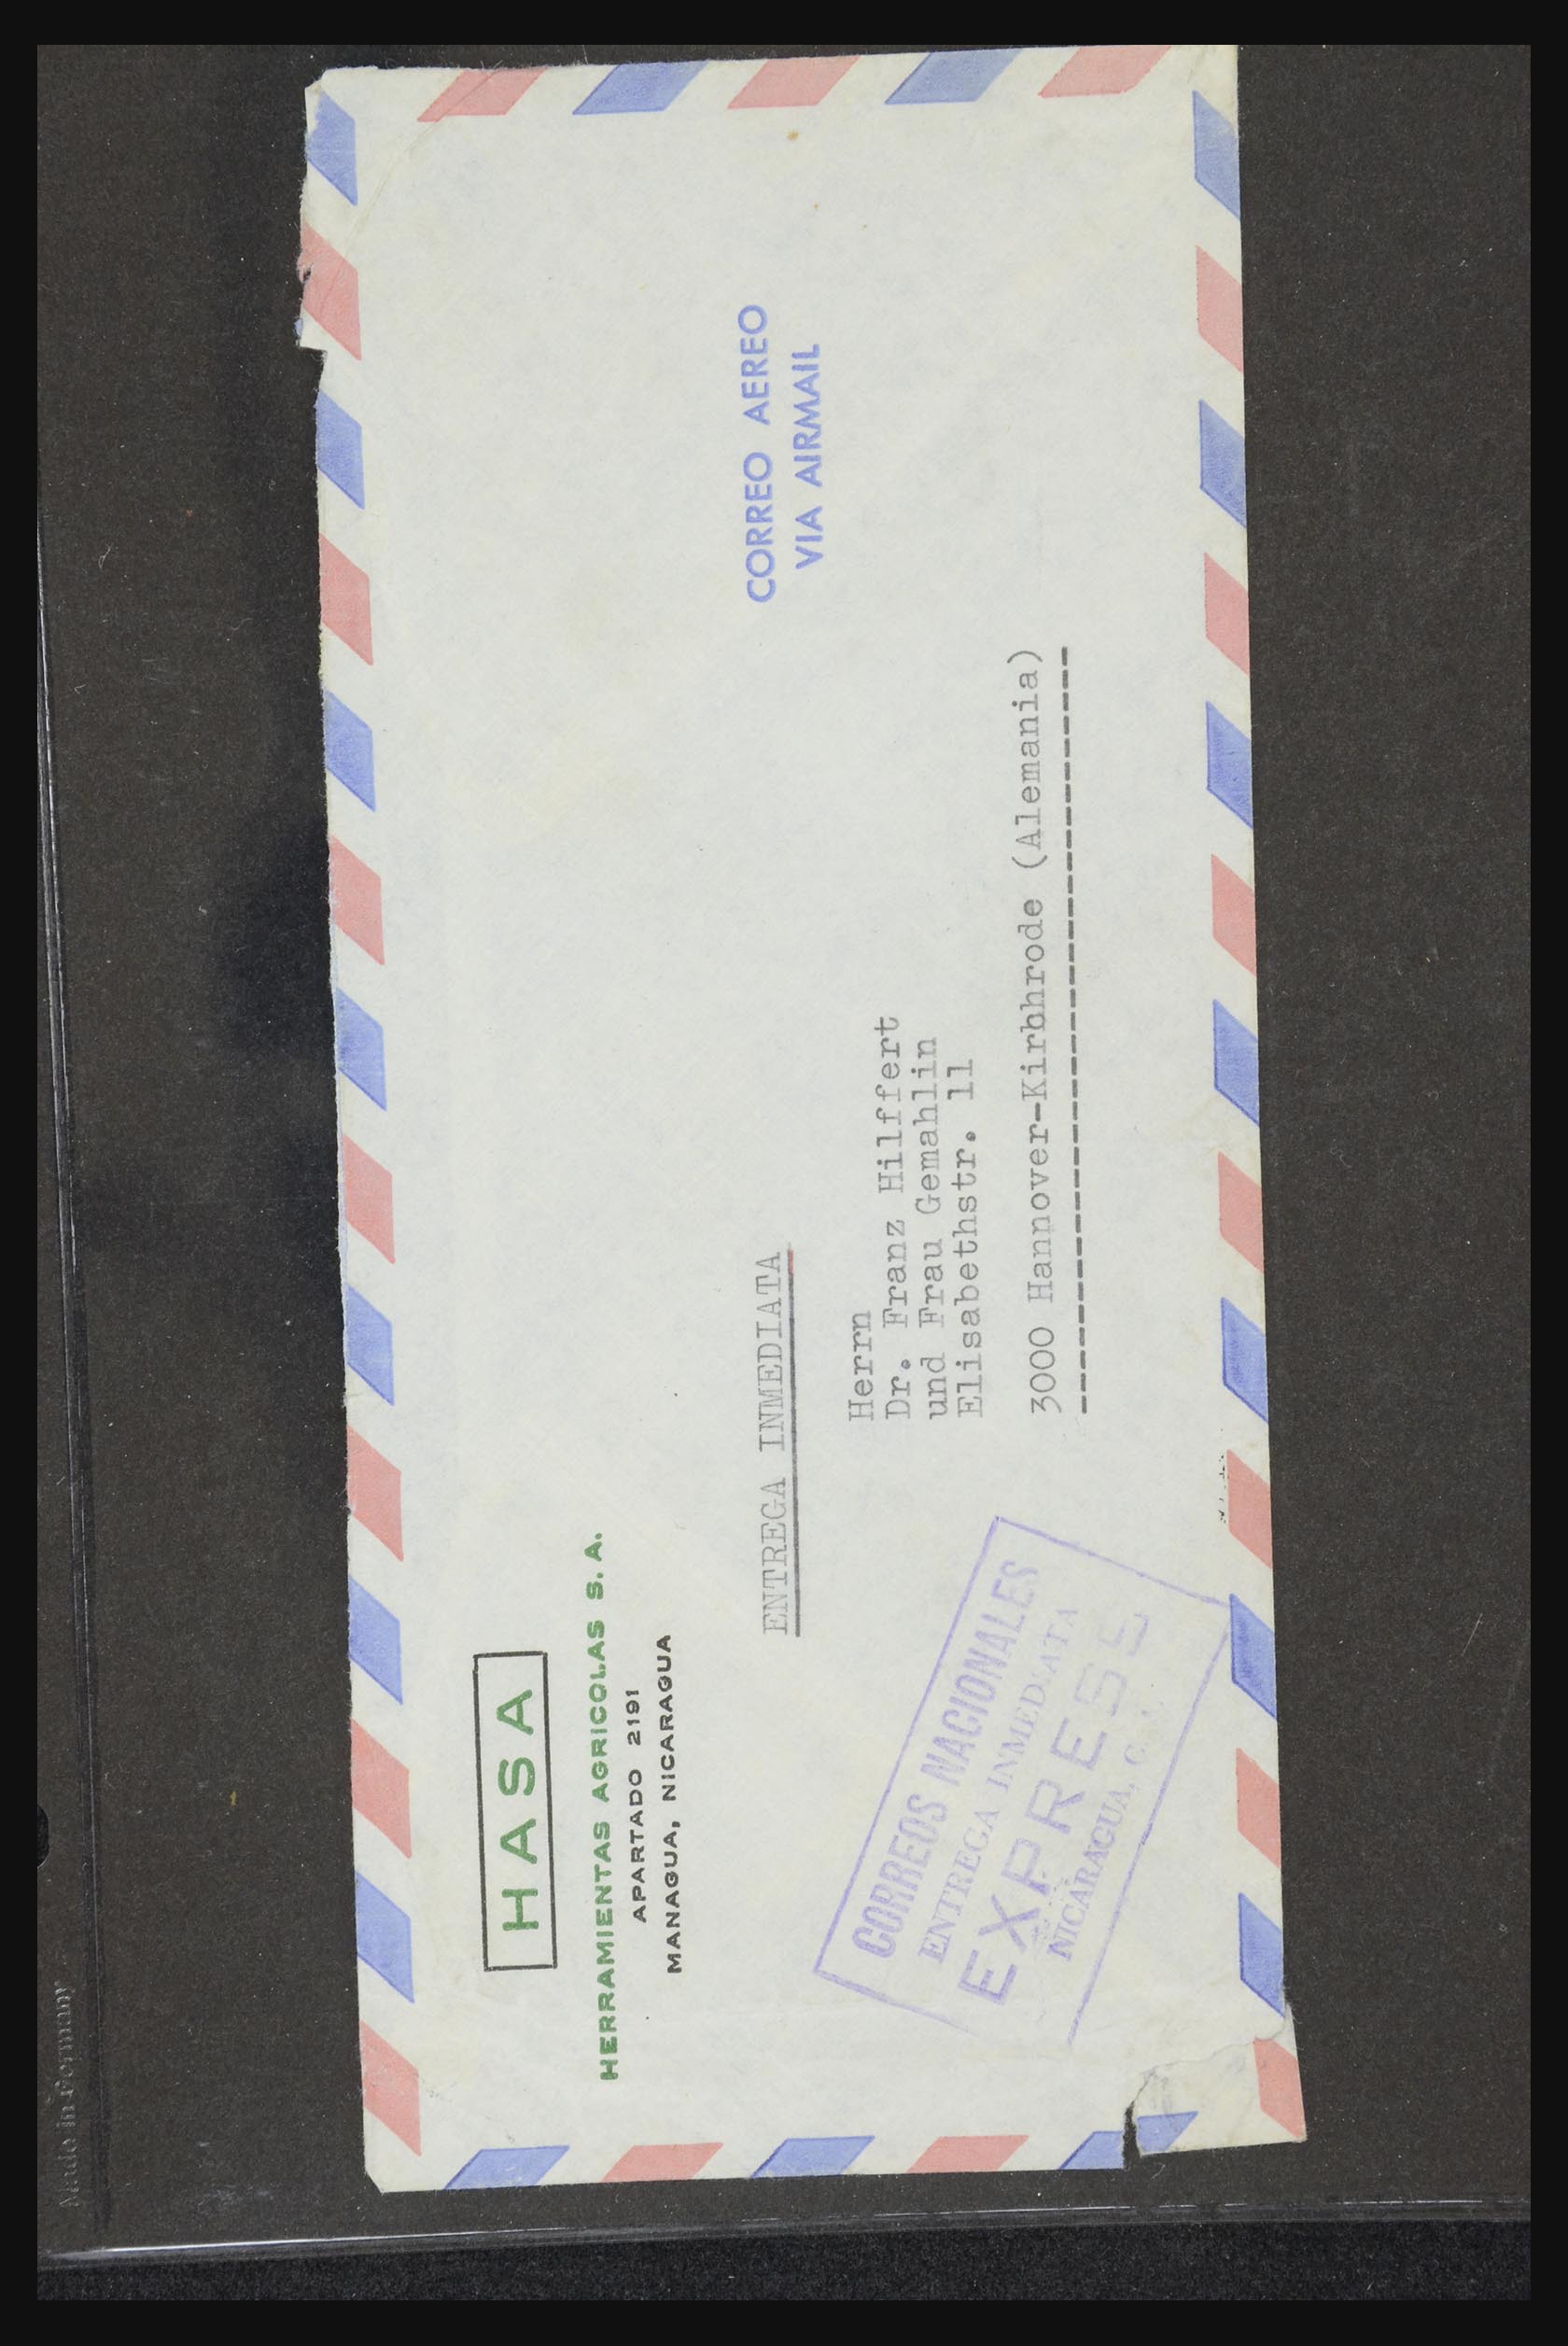 HASA
HERRAMIENTAS AGRICOLAS S. A.
APARTADO 2191
MANAGUA, NICARAGUA
CORREO AEREO
VIA AIRMAIL
ENTREGA INMEDIATA
Herrn
Dr. Franz Hilffert
und Frau Gemahlin
Elisabethstr. 11
3000 Hannover-Kirbhrode (Alemania)
CORREOS NACIONALES
ENTREGA INMEDIATA
EXPRESE
NICARAGUA, C.
Made in Germany